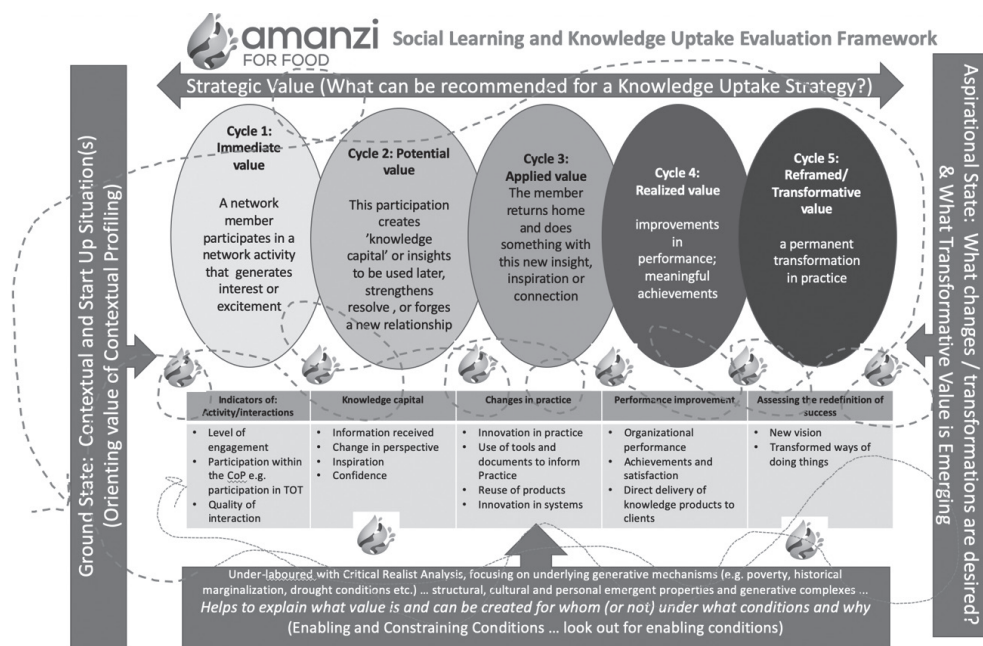 amanzi
FOR FOOD
Social Learning and Knowledge Uptake Evaluation Framework
Strategic Value (What can be recommended for a Knowledge Uptake Strategy?)
Ground State:  Contextual and Start Up Situation(s)
(Orienting value of Contextual Profiling)
Cycle 1:
Immediate
value
A network
member
participates in a
network activity
that  generates
interest or
excitement
Cycle 2: Potential
value
This participation
creates
'knowledge
capital' or insights
to be used later,
strengthens
resolve , or forges
a new relationship
Cycle 3:
Applied value
The member
returns home
and does
something with
this new insight,
inspiration or
connection
Cycle 4:
Realized value
improvements
in
performance;
meaningful
achievements
Cycle 5:
Reframed/
Transformative
value
a permanent
transformation
in practice
Aspirational State:  What changes / transformations are desired?
& What Transformative Value is Emerging
Indicators of:
Activity/interactions
• Level of
engagement
• Participation within
the CoP e.g.
participation in TOT
• Quality of
interaction
Knowledge capital
• Information received
• Change in perspective
• Inspiration
• Confidence
Changes in practice
• Innovation in practice
• Use of tools and
documents to inform
Practice
• Reuse of products
• Innovation in systems
Performance improvement
• Organizational
performance
• Achievements and
satisfaction
• Direct delivery of
knowledge products to
clients
Assessing the redefinition of
success
• New vision
• Transformed ways of
doing things
Under-laboured with Critical Realist Analysis, focusing on underlying generative mechanisms (e.g. poverty, historical
marginalization, drought conditions etc.) ... structural, cultural and personal emergent properties and generative complexes ...
Helps to explain what value is and can be created for whom (or not) under what conditions and why
(Enabling and Constraining Conditions ... look out for enabling conditions)